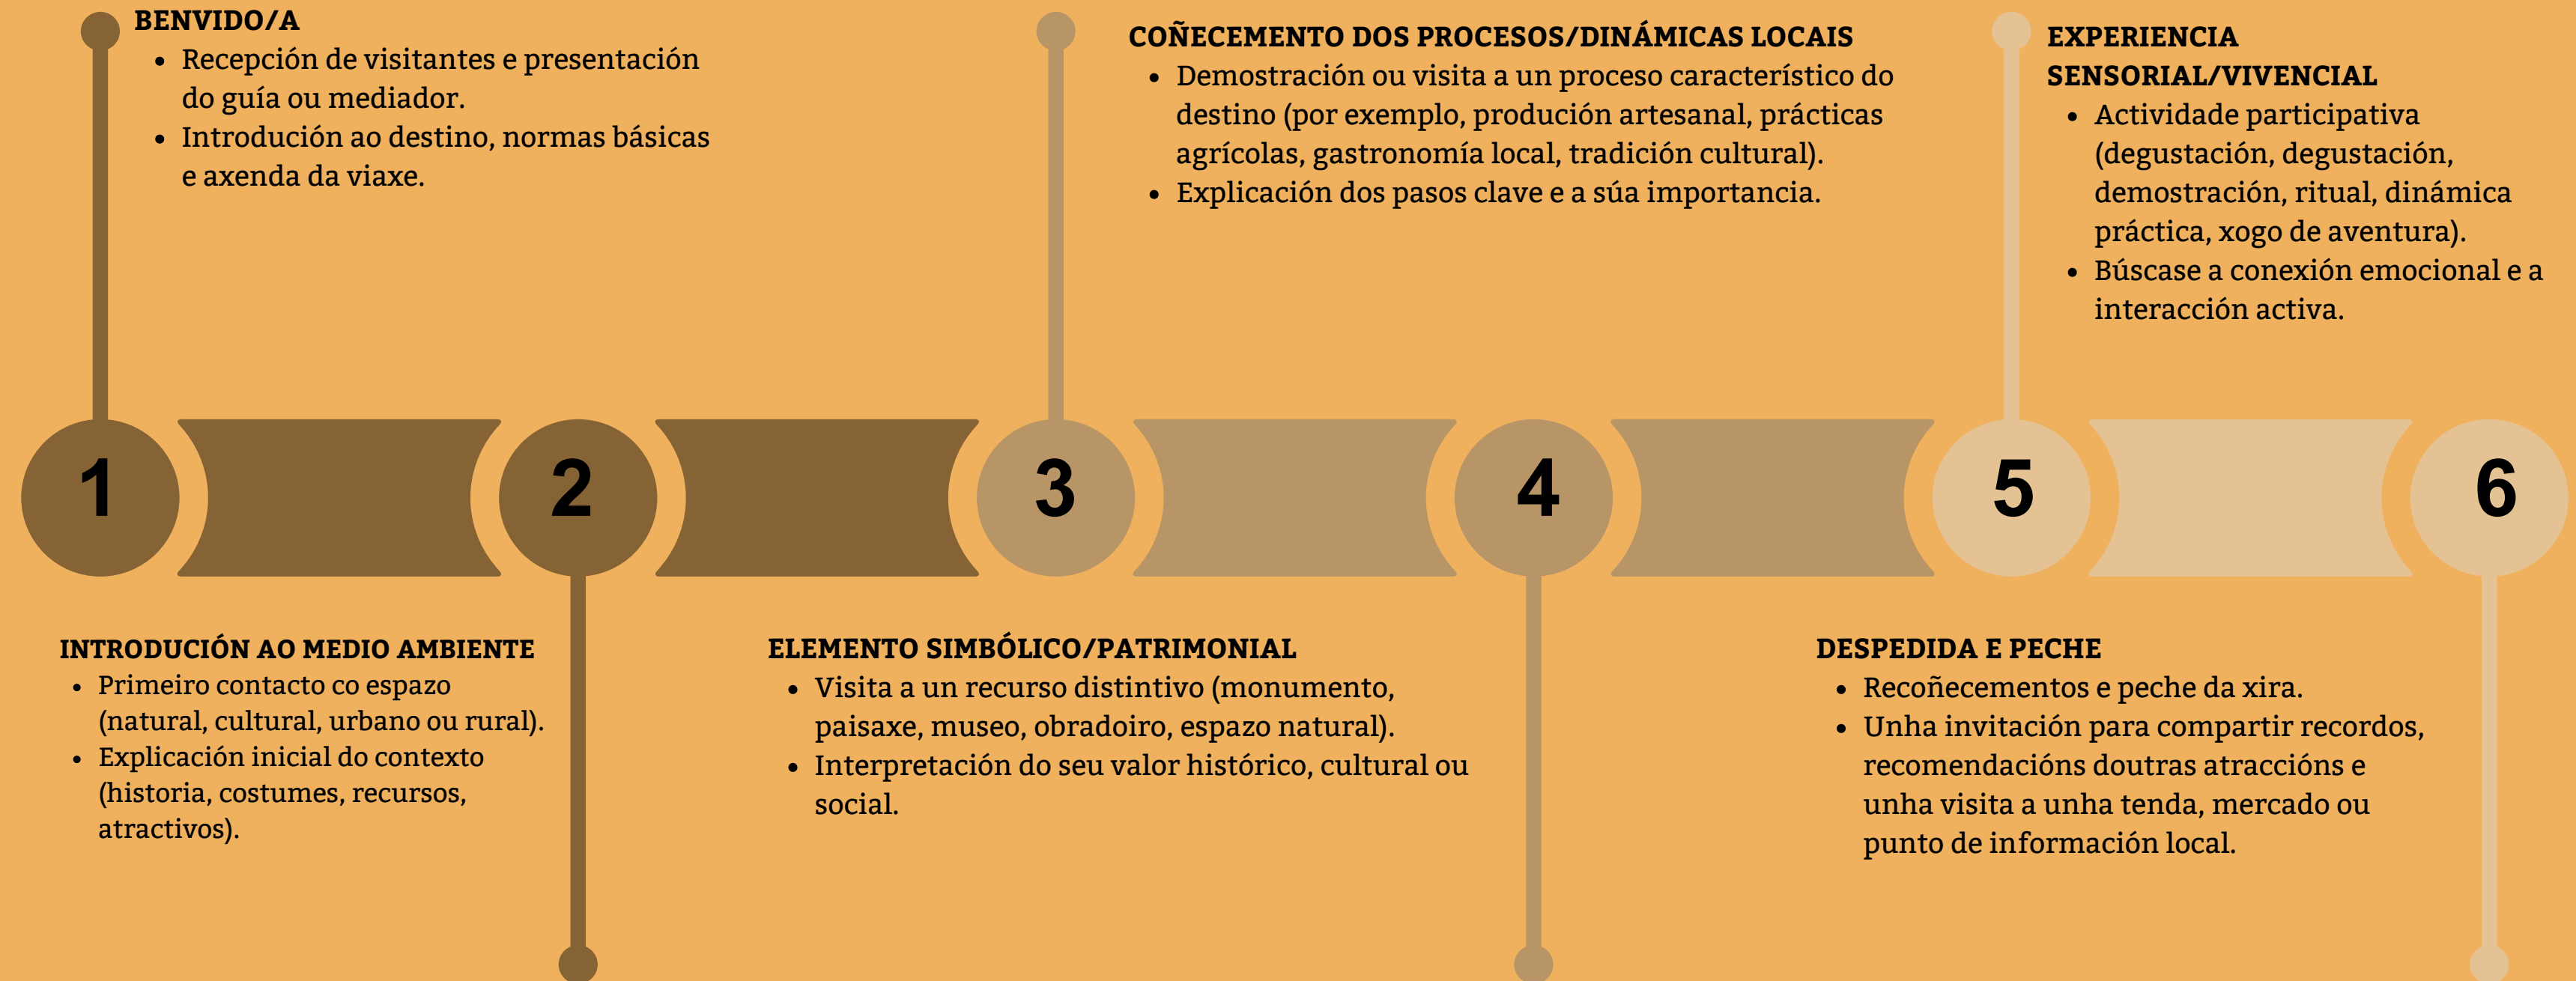 BENVIDO/A
• Recepción de visitantes e presentación
do guía ou mediador.
• Introdución ao destino, normas básicas
e axenda da viaxe.
COÑECEMENTO DOS PROCESOS/DINÁMICAS LOCAIS
• Demostración ou visita a un proceso característico do
destino (por exemplo, produción artesanal, prácticas
agrícolas, gastronomía local, tradición cultural).
• Explicación dos pasos clave e a súa importancia.
EXPERIENCIA
SENSORIAL/VIVENCIAL
• Actividade participativa
(degustación, degustación,
demostración, ritual, dinámica
práctica, xogo de aventura).
• Búscase a conexión emocional e a
interacción activa.
1
2
3
4
5
6
INTRODUCIÓN AO MEDIO AMBIENTE
• Primeiro contacto co espazo
(natural, cultural, urbano ou rural).
• Explicación inicial do contexto
(historia, costumes, recursos,
atractivos).
ELEMENTO SIMBÓLICO/PATRIMONIAL
• Visita a un recurso distintivo (monumento,
paisaxe, museo, obradoiro, espazo natural).
• Interpretación do seu valor histórico, cultural ou
social.
DESPEDIDA E PECHE
• Recoñecementos e peche da xira.
• Unha invitación para compartir recordos,
recomendacións doutras atraccións e
unha visita a unha tenda, mercado ou
punto de información local.